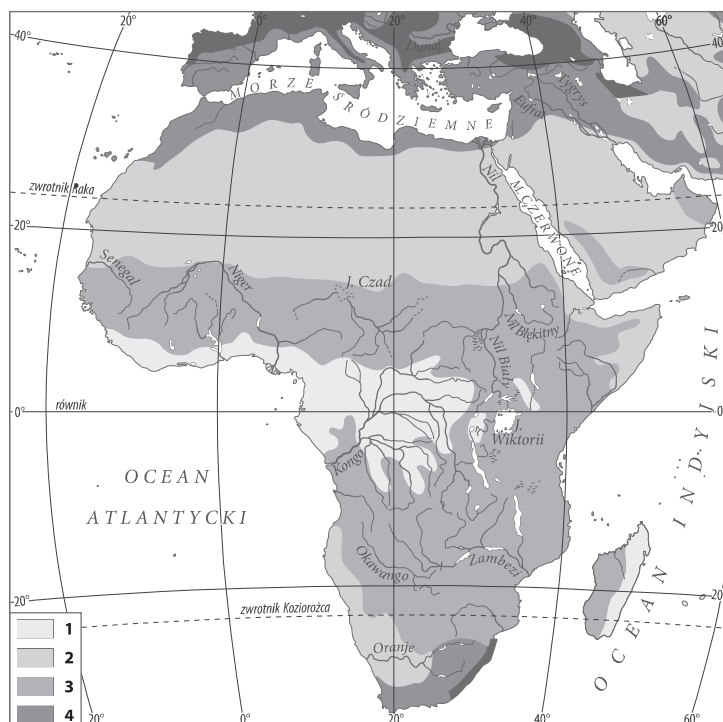 20°
0°
20°
40°
60°
40°
40°
Dunaj
Tygrys
Eufrat
MORZE
ŚRÓDZIEMNE
zwrotnik Raka
Nil
M. CZERWONE
20°
20°
Senegal
Niger
J. Czad
Nil Błękitny
Nil Biały
równik
0°
0°
J.
Wiktorii
Kongo
OCEAN
ATLANTYCKI
OCEAN INDYJSKI
Okawango
Zambezi
20°
20°
zwrotnik Koziorożca
Oranje
1
2
3
4
20°
0°
20°
40°
60°